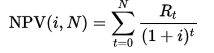 NPV(i, N) = \sum_{t=0}^{N} \frac{R_t}{(1+i)^t}